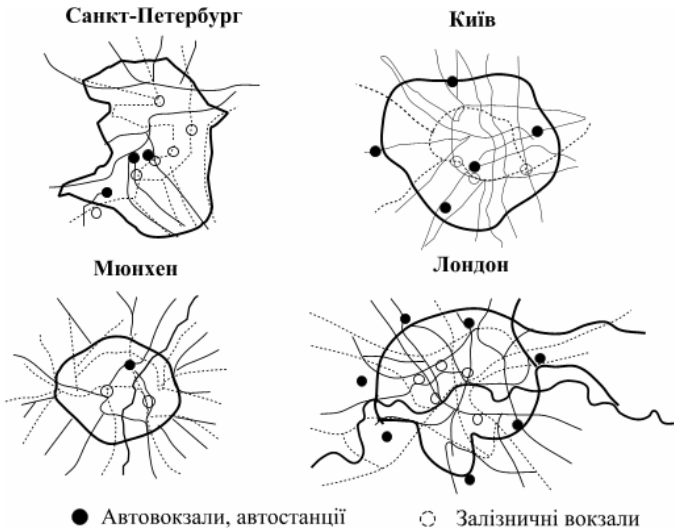 Санкт-Петербург
Київ
Мюнхен
Лондон
Автовокзали, автостанції
Залізничні вокзали